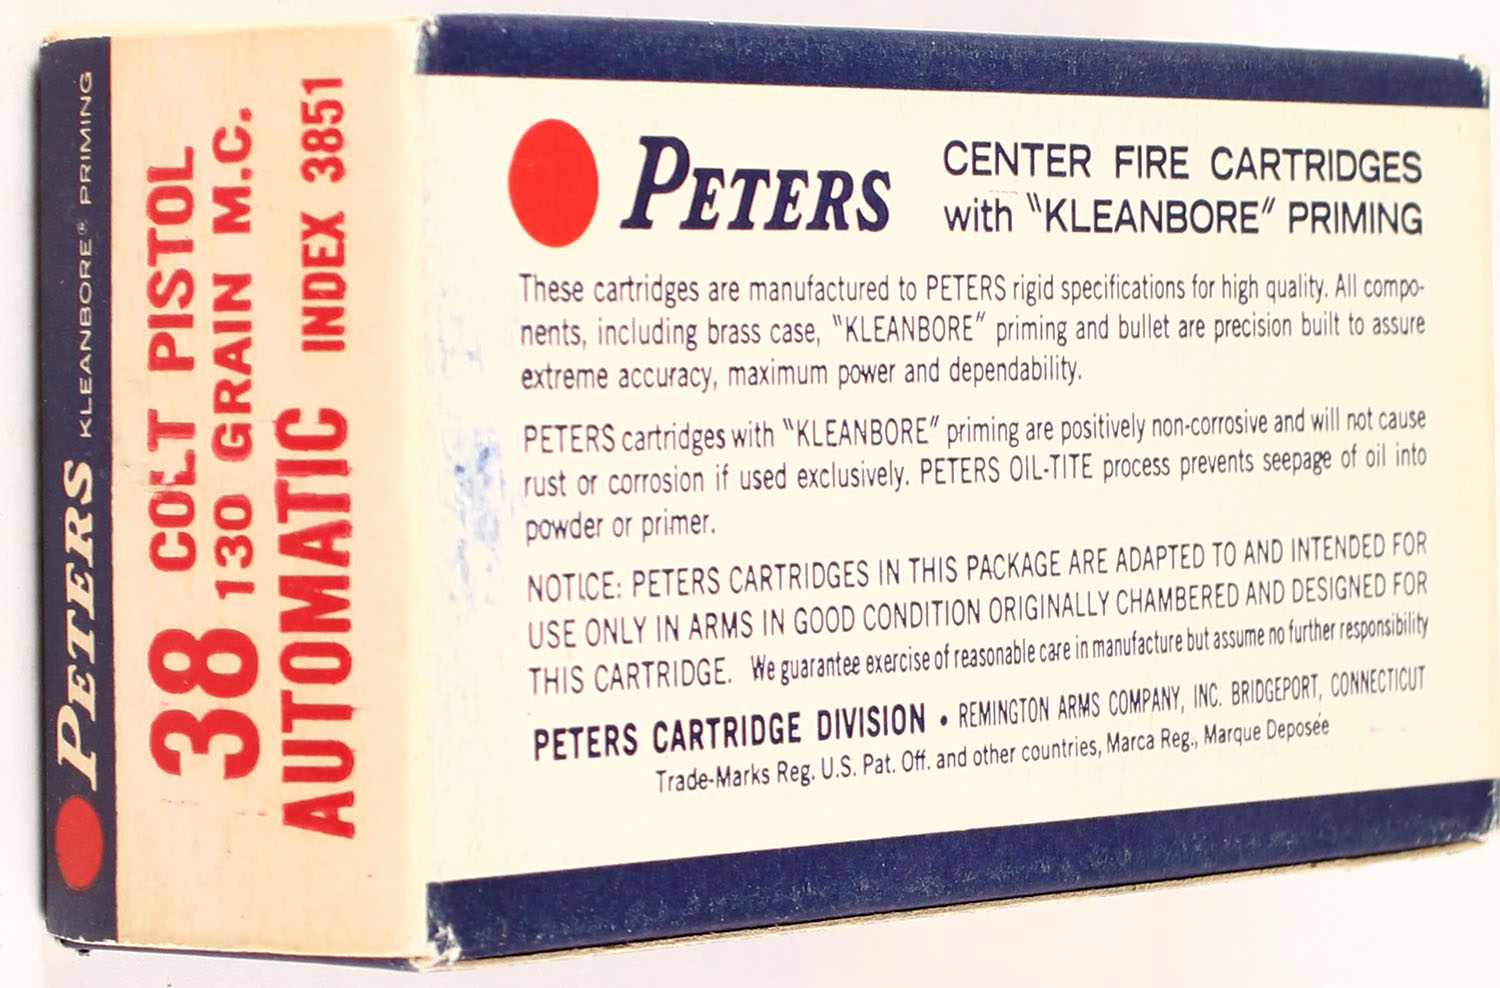 PETERS KLEANBORE® PRIMING
38 COLT PISTOL
130 GRAIN M.C.
AUTOMATIC INDEX 3851
PETERS
CENTER FIRE CARTRIDGES
with "KLEANBORE" PRIMING
These cartridges are manufactured to PETERS rigid specifications for high quality. All compo-
nents, including brass case, "KLEANBORE" priming and bullet are precision built to assure
extreme accuracy, maximum power and dependability.
PETERS cartridges with "KLEANBORE" priming are positively non-corrosive and will not cause
rust or corrosion if used exclusively. PETERS OIL-TITE process prevents seepage of oil into
powder or primer.
NOTICE: PETERS CARTRIDGES IN THIS PACKAGE ARE ADAPTED TO AND INTENDED FOR
USE ONLY IN ARMS IN GOOD CONDITION ORIGINALLY CHAMBERED AND DESIGNED FOR
THIS CARTRIDGE. We guarantee exercise of reasonable care in manufacture but assume no further responsibility
PETERS CARTRIDGE DIVISION • REMINGTON ARMS COMPANY, INC. BRIDGEPORT, CONNECTICUT
Trade-Marks Reg. U.S. Pat. Off. and other countries, Marca Reg., Marque Deposée